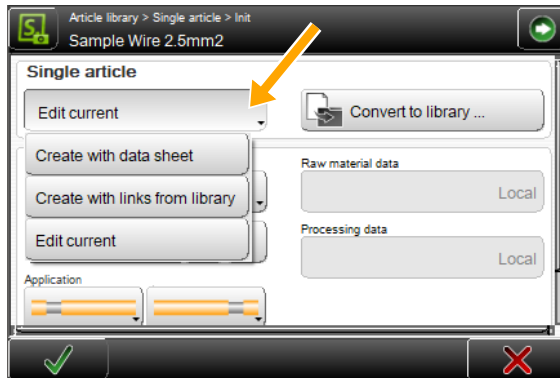 Article library > Single article > Init
Sample Wire 2.5mm2
Single article
Edit current
Convert to library ...
Create with data sheet
Create with links from library
Edit current
Raw material data
Local
Processing data
Local
Application